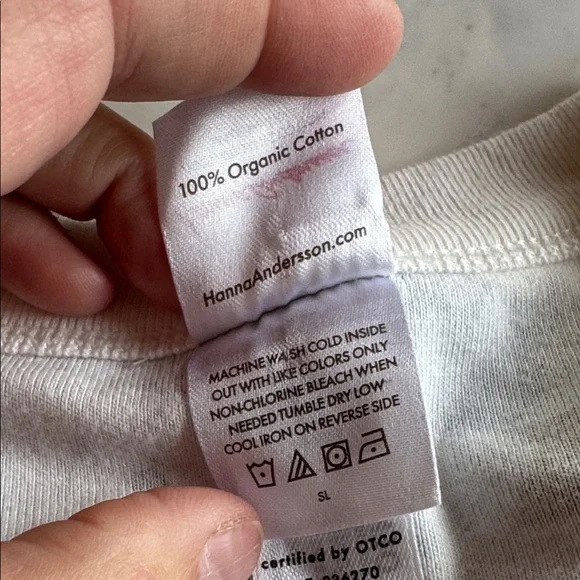 100% Organic Cotton
HannaAndersson.com
MACHINE WASH COLD INSIDE
OUT WITH LIKE COLORS ONLY
NON-CHLORINE BLEACH WHEN
NEEDED TUMBLE DRY LOW
COOL IRON ON REVERSE SIDE
SL
certified by OTCO